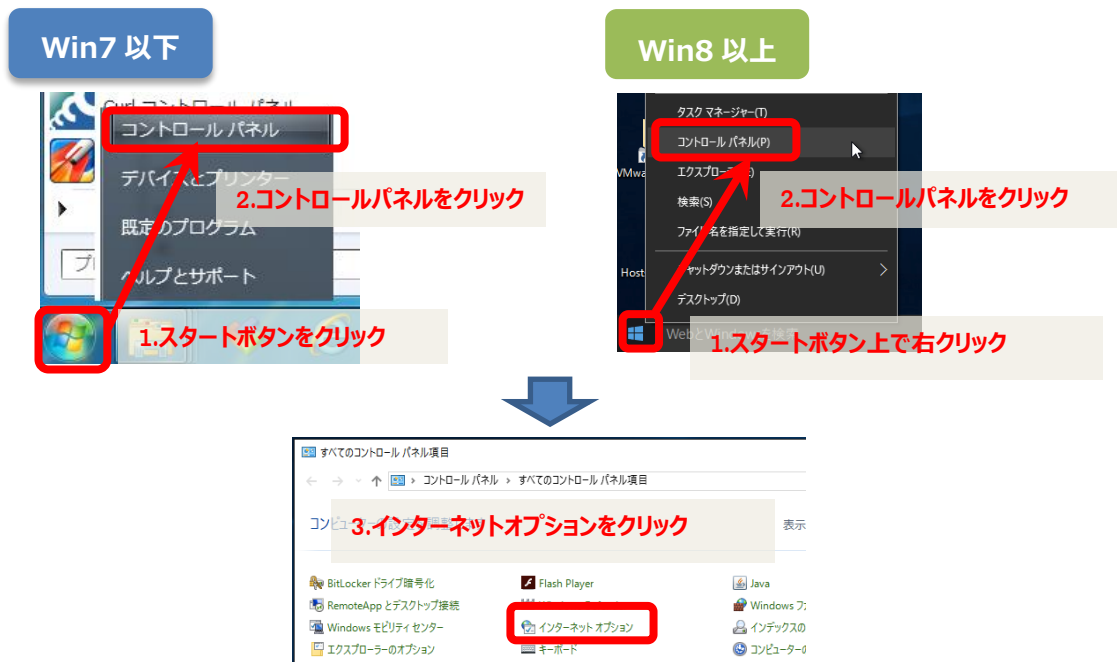 Win7 以下
Win8 以上
Curl コントロール パネル
コントロール パネル
デバイスとプリンター
2.コントロールパネルをクリック
既定のプログラム
ヘルプとサポート
1.スタートボタンをクリック
タスク マネージャー(T)
コントロール パネル(P)
検索(S)
2.コントロールパネルをクリック
ファイル名を指定して実行(R)
Host
シャットダウンまたはサインアウト(U)
デスクトップ(D)
1.スタートボタン上で右クリック
すべてのコントロール パネル項目
コントロール パネル > すべてのコントロール パネル項目
3.インターネットオプションをクリック
表示
BitLocker ドライブ暗号化
Flash Player
Java
RemoteApp とデスクトップ接続
Windows
Windows モビリティ センター
インターネット オプション
インデックスの
エクスプローラーのオプション
キーボード
コンピューターの